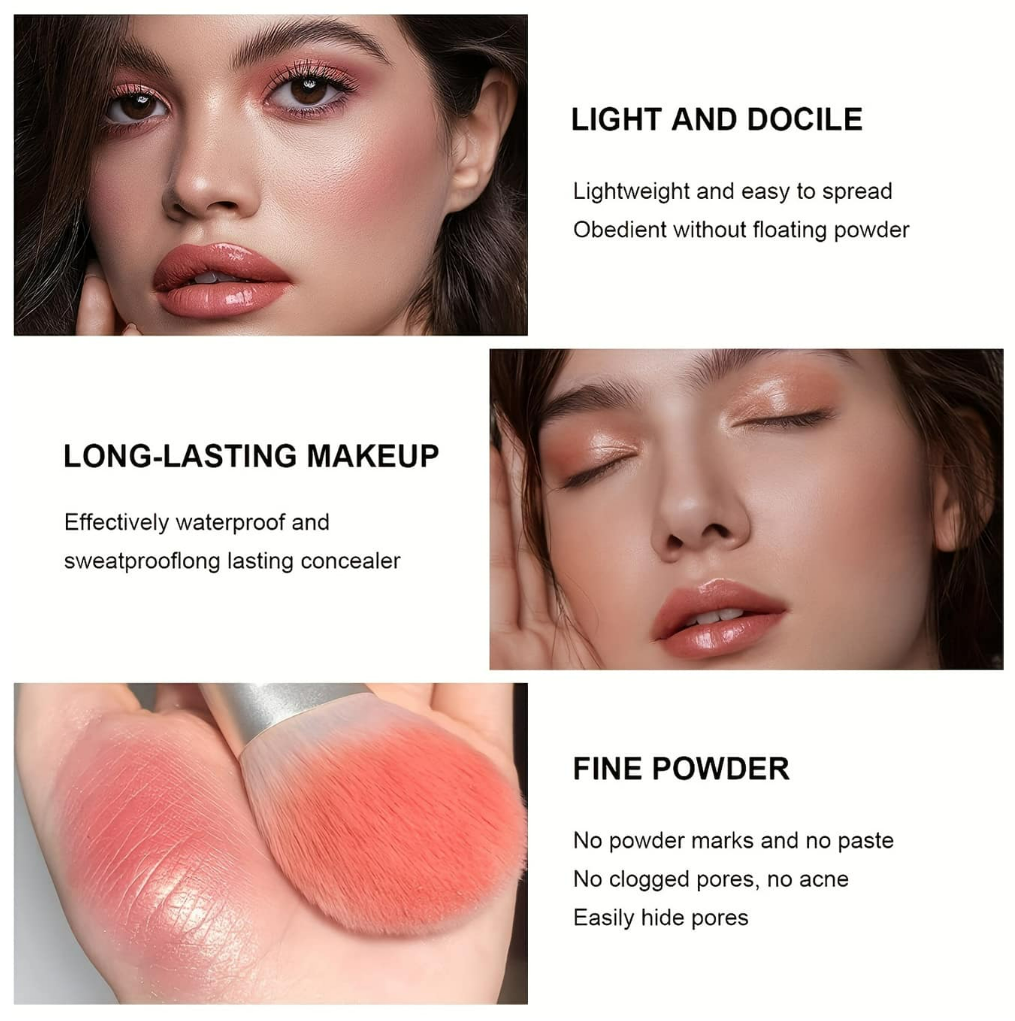 LIGHT AND DOCILE
Lightweight and easy to spread
Obedient without floating powder
LONG-LASTING MAKEUP
Effectively waterproof and
sweatprooflong lasting concealer
FINE POWDER
No powder marks and no paste
No clogged pores, no acne
Easily hide pores